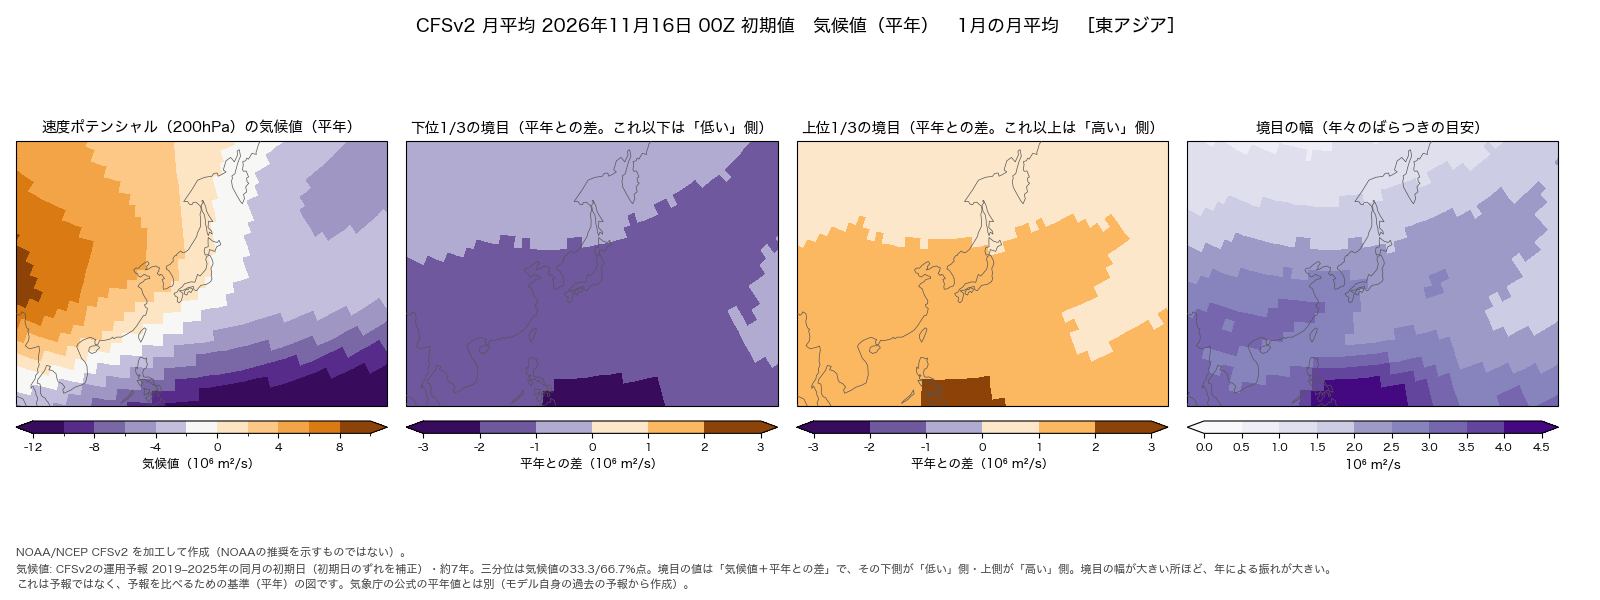 CFSv2 月平均 2026年11月16日 00Z 初期値　気候値（平年）　1月の月平均　［東アジア］
速度ポテンシャル（200hPa）の気候値（平年）
下位1/3の境目（平年との差。これ以下は「低い」側）
上位1/3の境目（平年との差。これ以上は「高い」側）
境目の幅（年々のばらつきの目安）
-12 -8 -4 0 4 8
気候値（10⁶ m²/s）
-3 -2 -1 0 1 2 3
平年との差（10⁶ m²/s）
-3 -2 -1 0 1 2 3
平年との差（10⁶ m²/s）
0.0 0.5 1.0 1.5 2.0 2.5 3.0 3.5 4.0 4.5
10⁶ m²/s
NOAA/NCEP CFSv2 を加工して作成（NOAAの推奨を示すものではない）。
気候値: CFSv2の運用予報 2019–2025年の同月の初期日（初期日のずれを補正）・約7年。三分位は気候値の33.3/66.7%点。境目の値は「気候値＋平年との差」で、その下側が「低い」側・上側が「高い」側。境目の幅が大きい所ほど、年による振れが大きい。
これは予報ではなく、予報を比べるための基準（平年）の図です。気象庁の公式の平年値とは別（モデル自身の過去の予報から作成）。